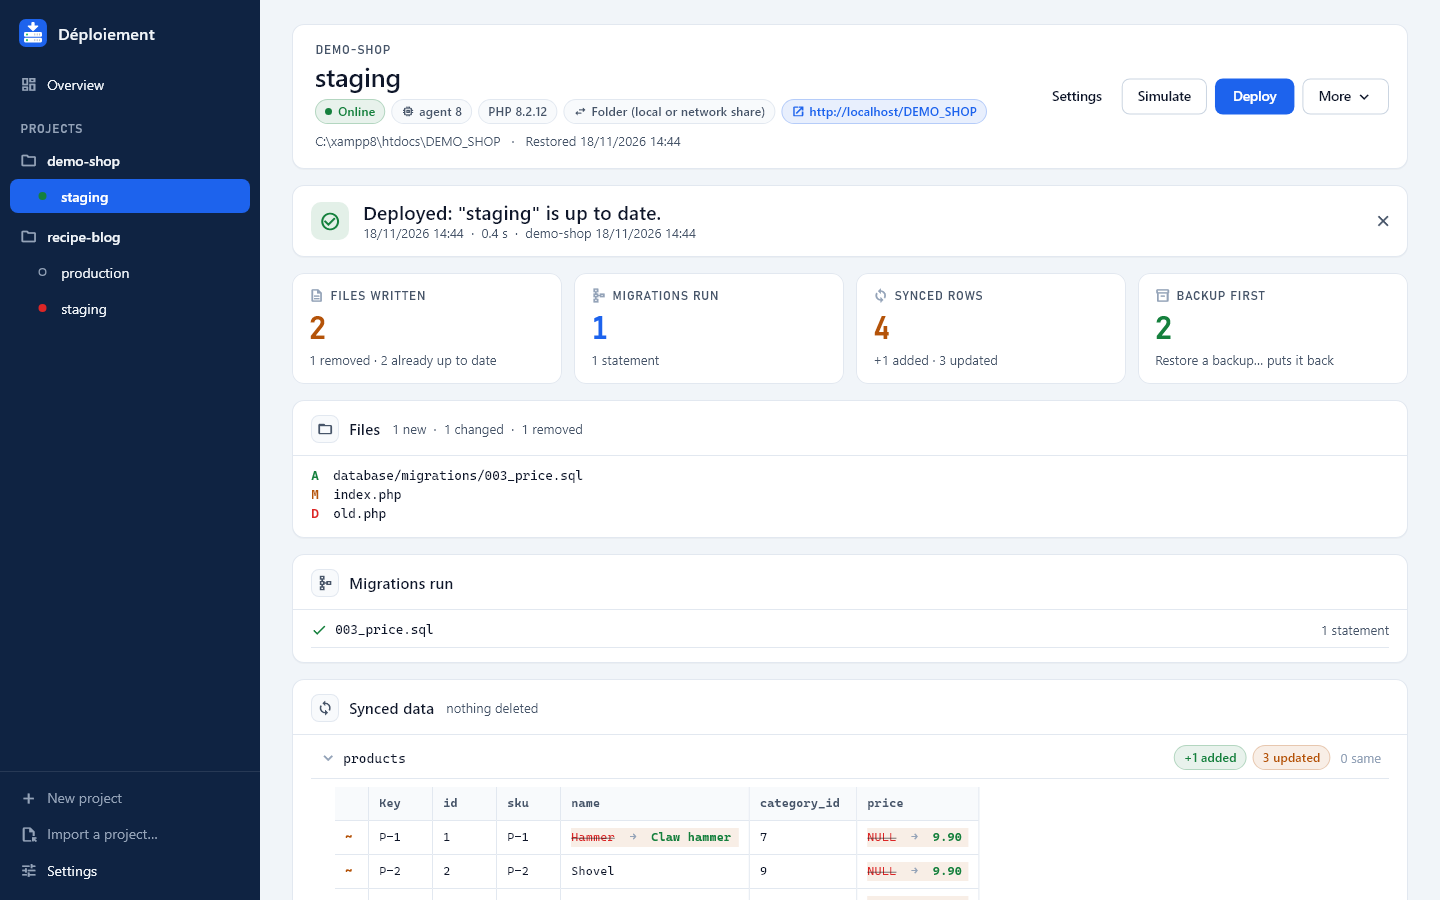 Déploiement
Overview
PROJECTS
demo-shop
staging
recipe-blog
production
staging
New project
Import a project...
Settings
DEMO-SHOP
staging
Online
agent 8
PHP 8.2.12
Folder (local or network share)
http://localhost/DEMO_SHOP
C:\xampp8\htdocs\DEMO_SHOP · Restored 18/11/2026 14:44
Settings
Simulate
Deploy
More
Deployed: "staging" is up to date.
18/11/2026 14:44 · 0.4 s · demo-shop 18/11/2026 14:44
FILES WRITTEN
2
1 removed · 2 already up to date
MIGRATIONS RUN
1
1 statement
SYNCED ROWS
4
+1 added · 3 updated
BACKUP FIRST
2
Restore a backup... puts it back
Files 1 new · 1 changed · 1 removed
A database/migrations/003_price.sql
M index.php
D old.php
Migrations run
003_price.sql 1 statement
Synced data nothing deleted
products +1 added 3 updated 0 same
Key id sku name category_id price
~ P-1 1 P-1 Hammer → Claw hammer 7 NULL → 9.90
~ P-2 2 P-2 Shovel 9 NULL → 9.90